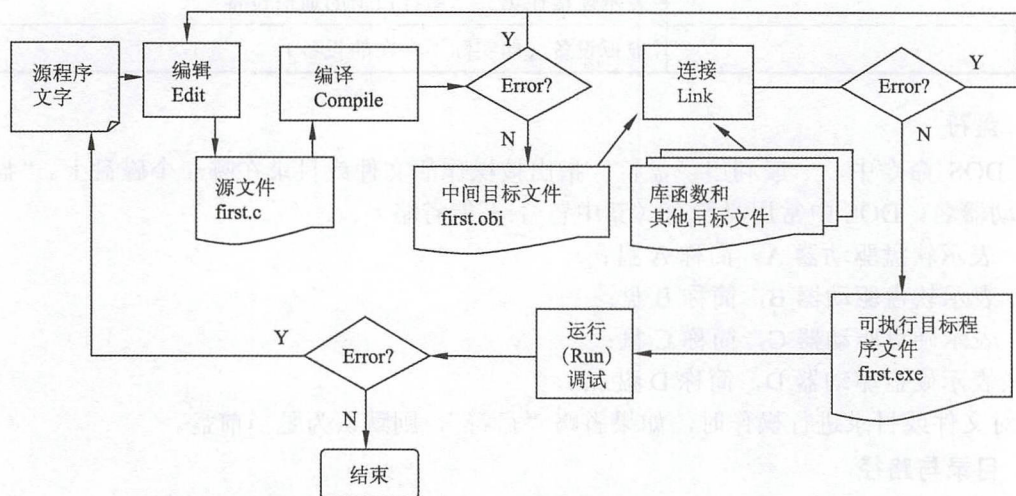 Y
源程序
文字
编辑
Edit
编译
Compile
Error?
连接
Link
Error?
Y
N
N
源文件
first.c
中间目标文件
first.obi
库函数和
其他目标文件
Y
Error?
运行
(Run)
调试
可执行目标程
序文件
first.exe
N
结束